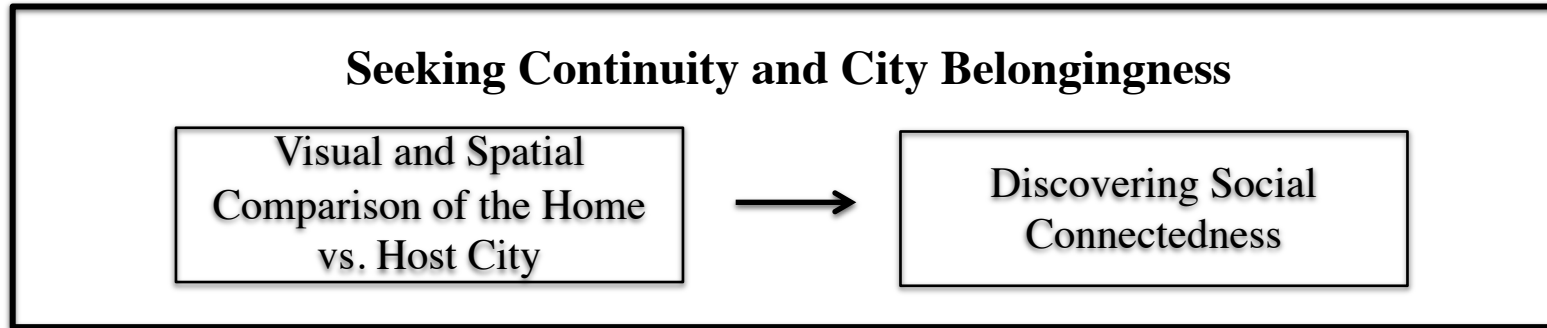 Seeking Continuity and City Belongingness
Visual and Spatial
Comparison of the Home
vs. Host City
Discovering Social
Connectedness